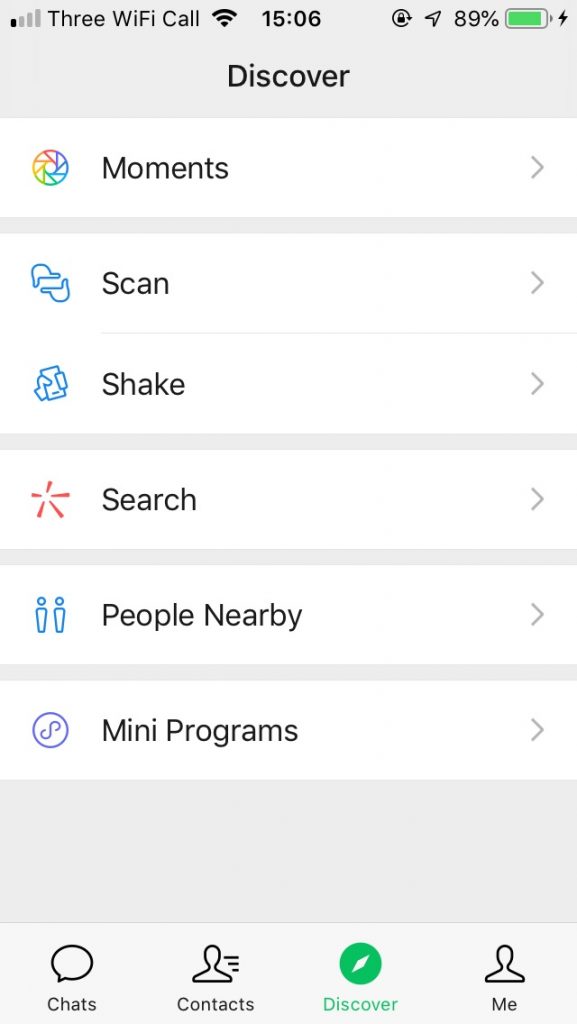 Three WiFi Call 15:06 89%
Discover
Moments
Scan
Shake
Search
People Nearby
Mini Programs
Chats Contacts Discover Me